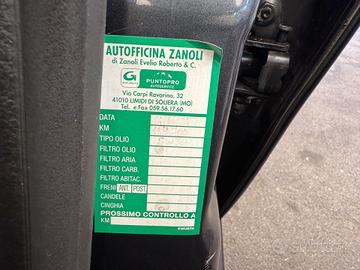 AUTOFFICINA ZANOLI
di Zanoli Evelio Roberto & C.
G PUNTOPRO
AUTOSERVICE
Via Carpi Ravarino, 32
41010 LIMIDI DI SOLIERA (MO)
Tel. e Fax 059.56.17.60
DATA
KM
TIPO OLIO
FILTRO OLIO
FILTRO ARIA
FILTRO CARB.
FILTRO ABITAC.
FRENI ANT. POST.
CANDELE
CINGHIA
PROSSIMO CONTROLLO A
KM